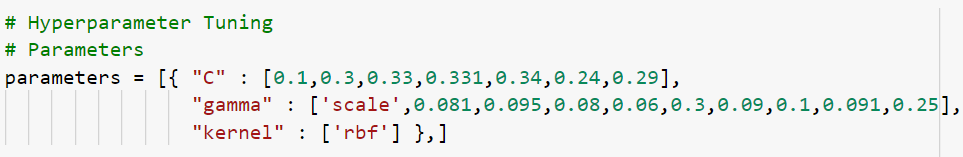 # Hyperparameter Tuning
# Parameters
parameters = [{ "C" : [0.1,0.3,0.33,0.331,0.34,0.24,0.29],
"gamma" : ['scale',0.081,0.095,0.08,0.06,0.3,0.09,0.1,0.091,0.25],
"kernel" : ['rbf'] },]